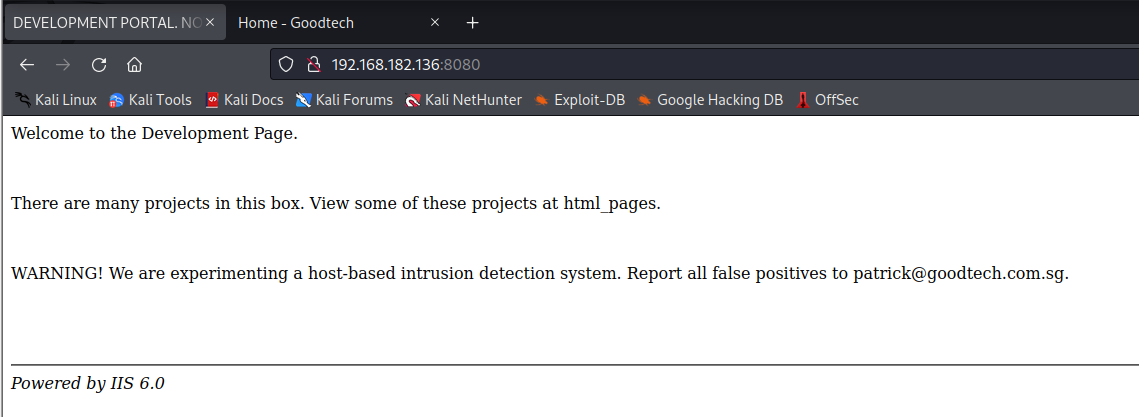 DEVELOPMENT PORTAL. NO
Home - Goodtech
192.168.182.136:8080
Kali Linux Kali Tools Kali Docs Kali Forums Kali NetHunter Exploit-DB Google Hacking DB OffSec
Welcome to the Development Page.
There are many projects in this box. View some of these projects at html_pages.
WARNING! We are experimenting a host-based intrusion detection system. Report all false positives to patrick@goodtech.com.sg.
Powered by IIS 6.0